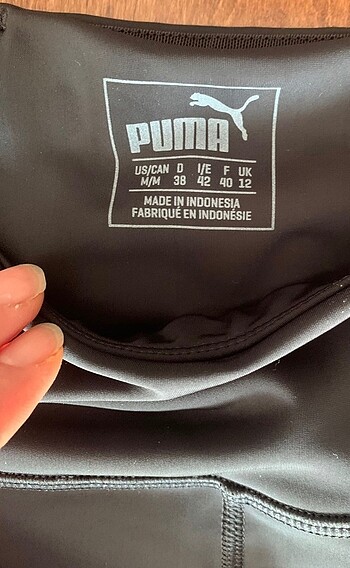 PUMA
US/CAN D I/E F UK
M/M 38 42 40 12
MADE IN INDONESIA
FABRIQUÉ EN INDONÉSIE